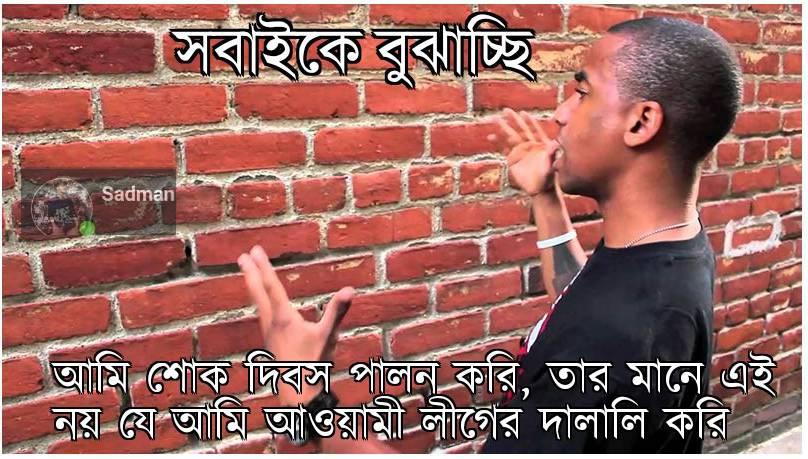 সবাইকে বুঝাচ্ছি
Sadman
আমি শোক দিবস পালন করি, তার মানে এই
নয় যে আমি আওয়ামী লীগের দালালি করি